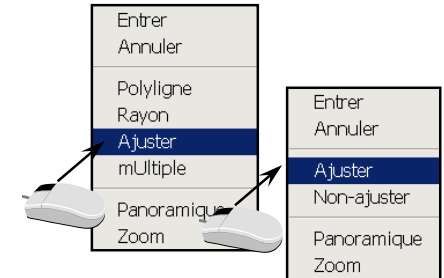 Entrer
Annuler
Polyligne
Rayon
Ajuster
mUltiple
Panoramique
Zoom
Entrer
Annuler
Ajuster
Non-ajuster
Panoramique
Zoom